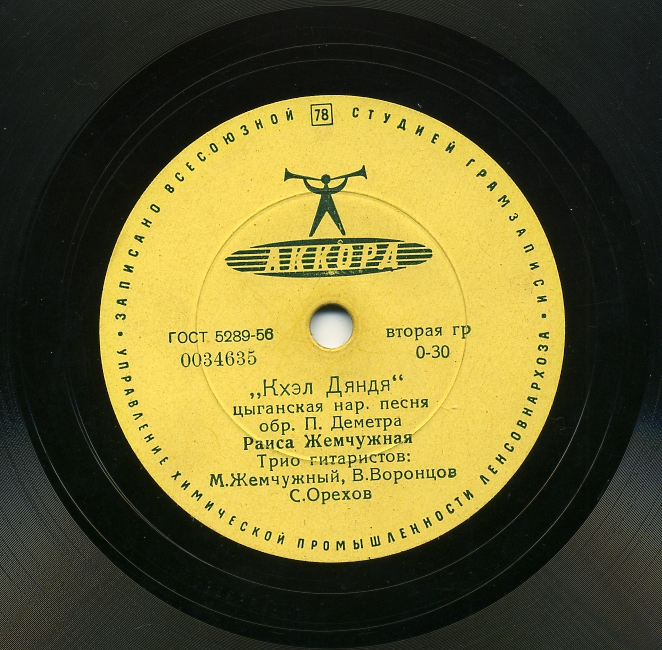 ЗАПИСАНО ВСЕСОЮЗНОЙ 78 СТУДИЕЙ ГРАМЗАПИСИ
АККОРД
ГОСТ 5289-56
вторая гр
0034635
0-30
„Кхэл Дяндя“
цыганская нар. песня
обр. П. Деметра
Раиса Жемчужная
Трио гитаристов:
М.Жемчужный, В.Воронцов
С.Орехов
• УПРАВЛЕНИЕ ХИМИЧЕСКОЙ ПРОМЫШЛЕННОСТИ ЛЕНСОВНАРХОЗА •